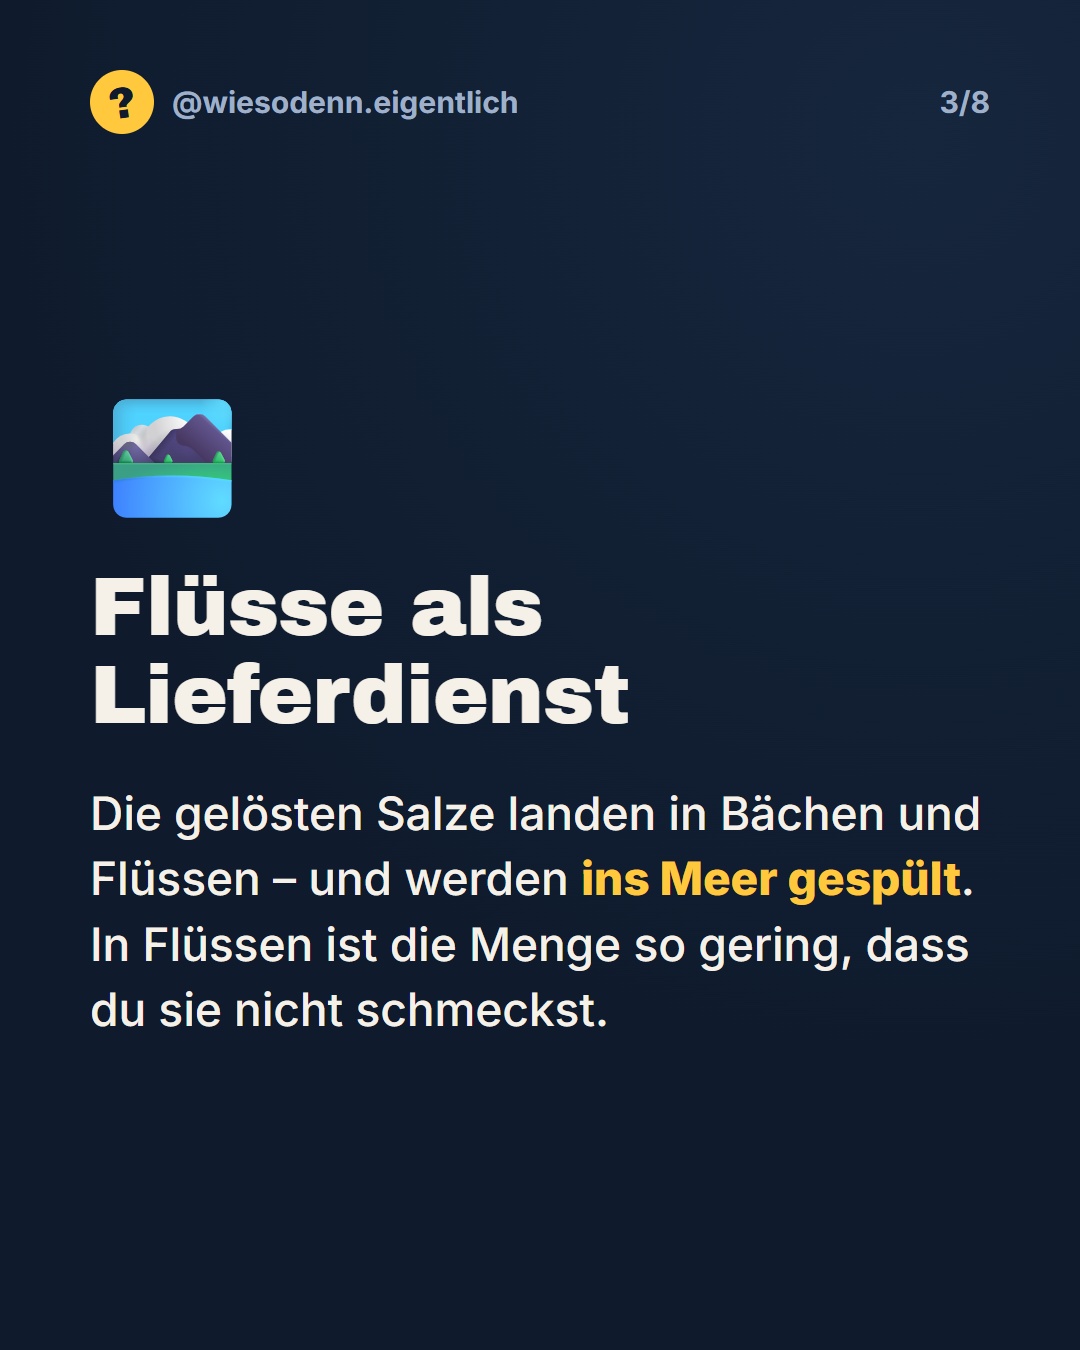 ?
@wiesodenn.eigentlich
3/8
Flüsse als
Lieferdienst
Die gelösten Salze landen in Bächen und
Flüssen – und werden ins Meer gespült.
In Flüssen ist die Menge so gering, dass
du sie nicht schmeckst.